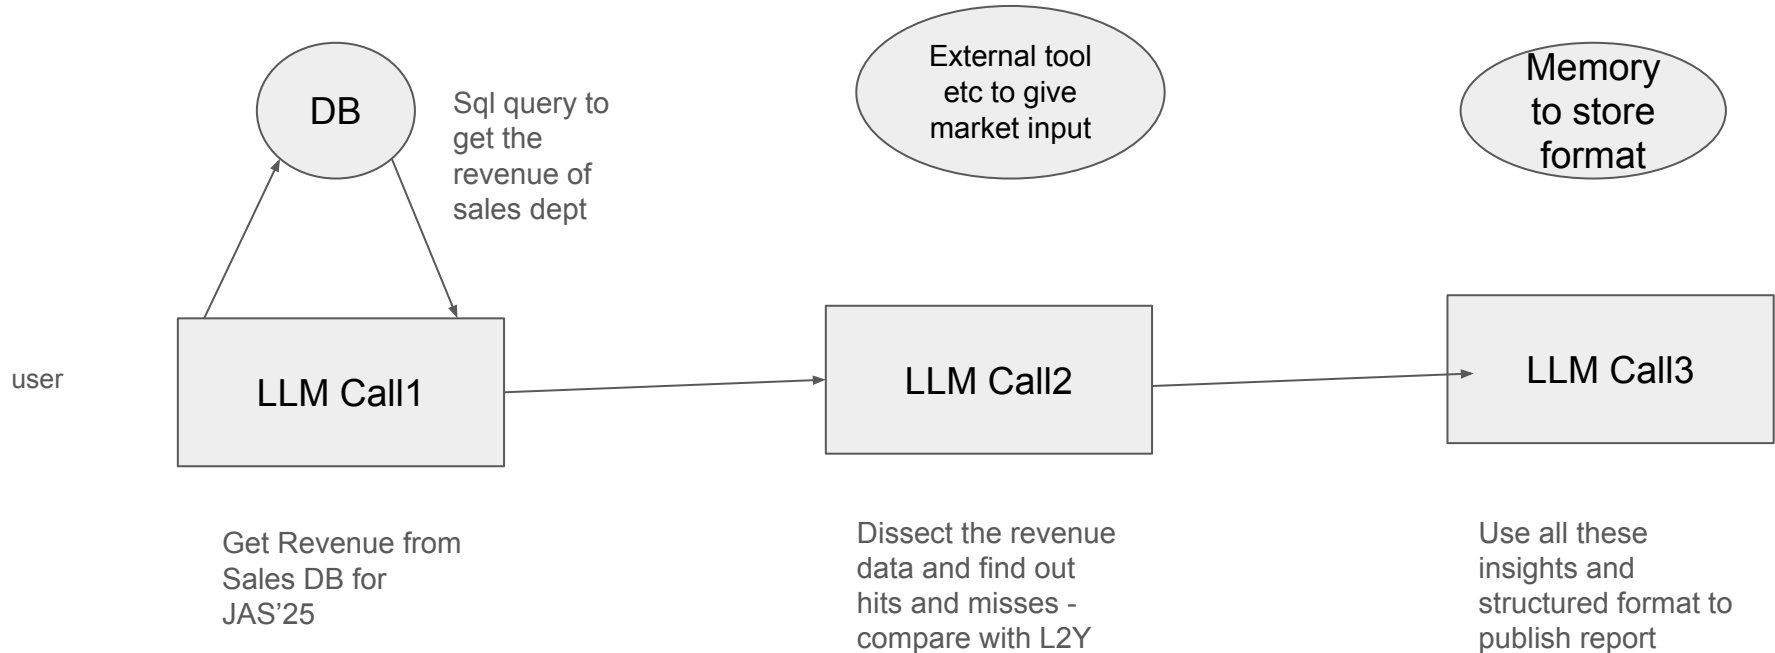 DB
Sql query to
get the
revenue of
sales dept
External tool
etc to give
market input
Memory
to store
format
user
LLM Call1
LLM Call2
LLM Call3
Get Revenue from
Sales DB for
JAS’25
Dissect the revenue
data and find out
hits and misses -
compare with L2Y
Use all these
insights and
structured format to
publish report